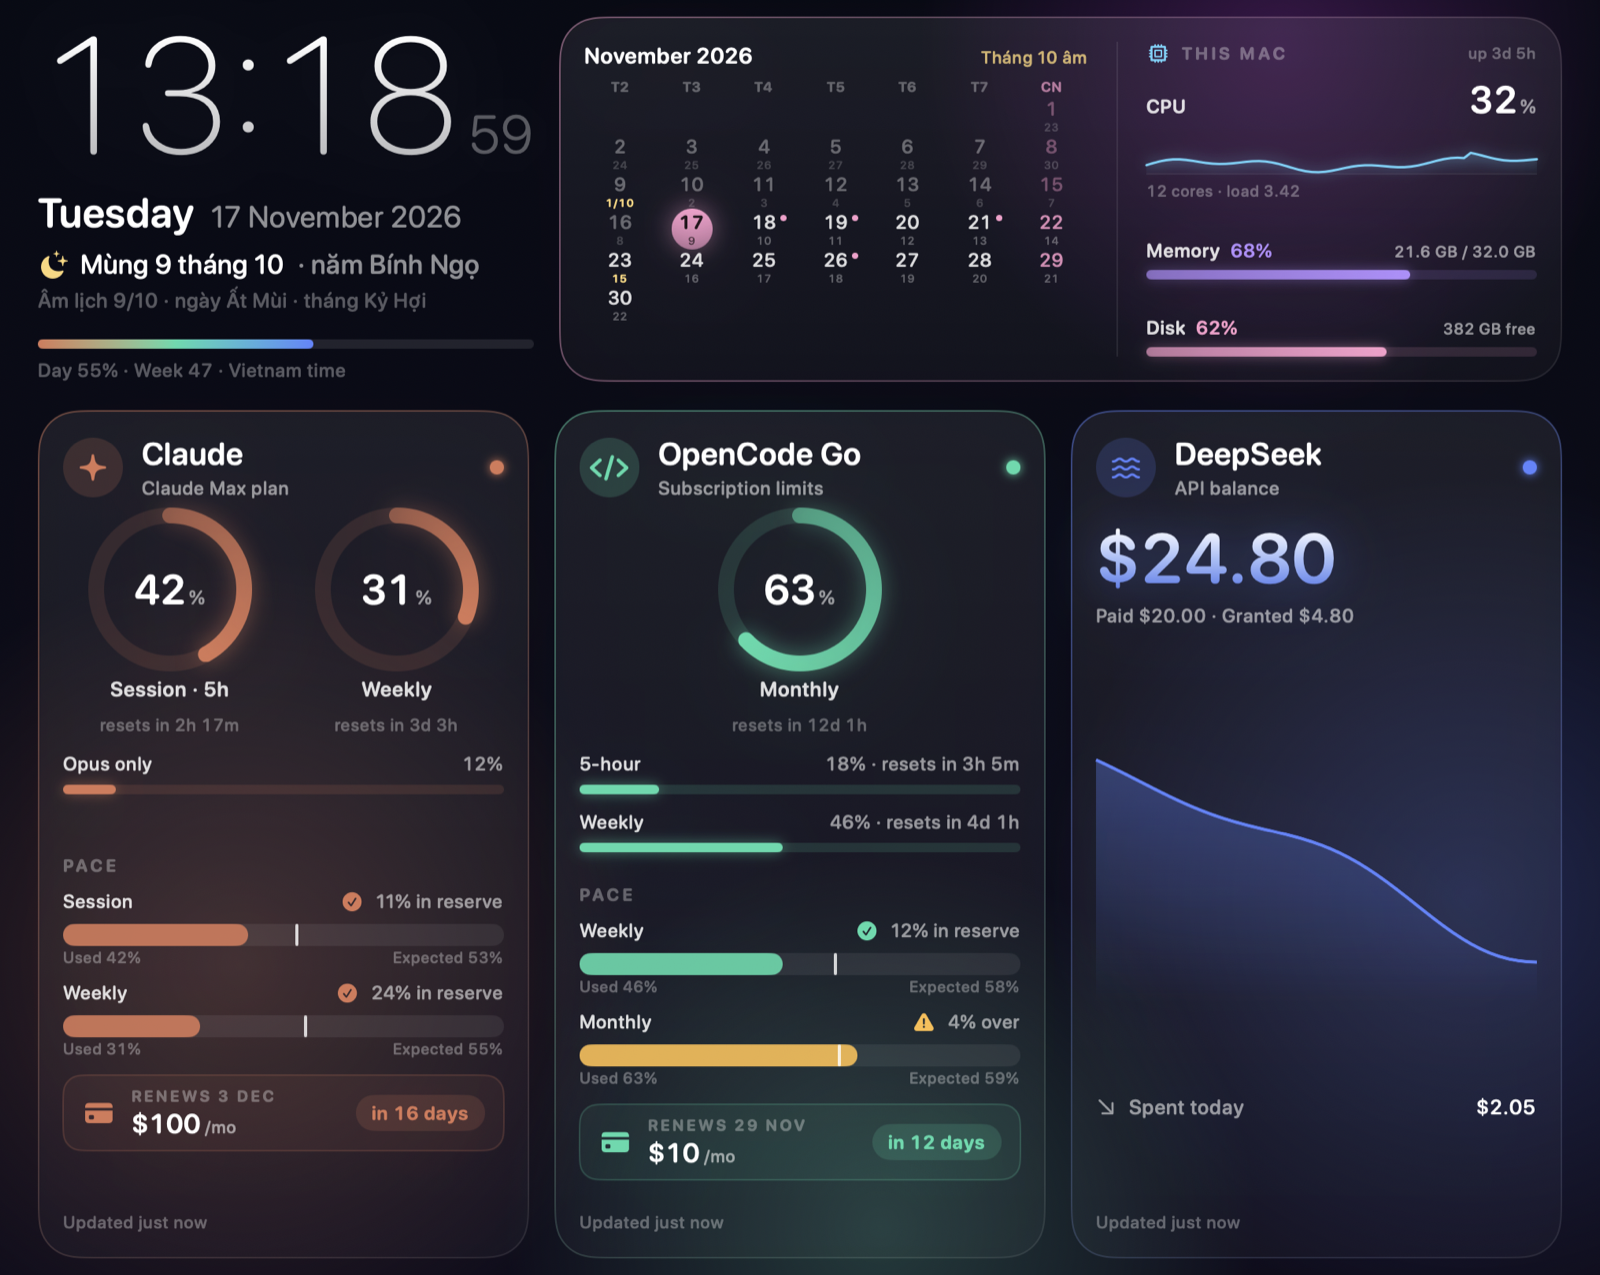 13:18 59
Tuesday 17 November 2026
Mùng 9 tháng 10 · năm Bính Ngọ
Âm lịch 9/10 · ngày Ất Mùi · tháng Kỷ Hợi
Day 55% · Week 47 · Vietnam time
November 2026 Tháng 10 âm
T2 T3 T4 T5 T6 T7 CN
1
23
2 3 4 5 6 7 8
24 25 26 27 28 29 30
9 10 11 12 13 14 15
1/10 2 3 4 5 6 7
16 17 18 19 20 21 22
8 9 10 11 12 13 14
23 24 25 26 27 28 29
15 16 17 18 19 20 21
30
22
THIS MAC up 3d 5h
CPU 32%
12 cores · load 3.42
Memory 68% 21.6 GB / 32.0 GB
Disk 62% 382 GB free
Claude
Claude Max plan
42% 31%
Session · 5h Weekly
resets in 2h 17m resets in 3d 3h
Opus only 12%
PACE
Session 11% in reserve
Used 42% Expected 53%
Weekly 24% in reserve
Used 31% Expected 55%
RENEWS 3 DEC
$100 /mo in 16 days
Updated just now
OpenCode Go
Subscription limits
63%
Monthly
resets in 12d 1h
5-hour 18% · resets in 3h 5m
Weekly 46% · resets in 4d 1h
PACE
Weekly 12% in reserve
Used 46% Expected 58%
Monthly 4% over
Used 63% Expected 59%
RENEWS 29 NOV
$10 /mo in 12 days
Updated just now
DeepSeek
API balance
$24.80
Paid $20.00 · Granted $4.80
Spent today $2.05
Updated just now